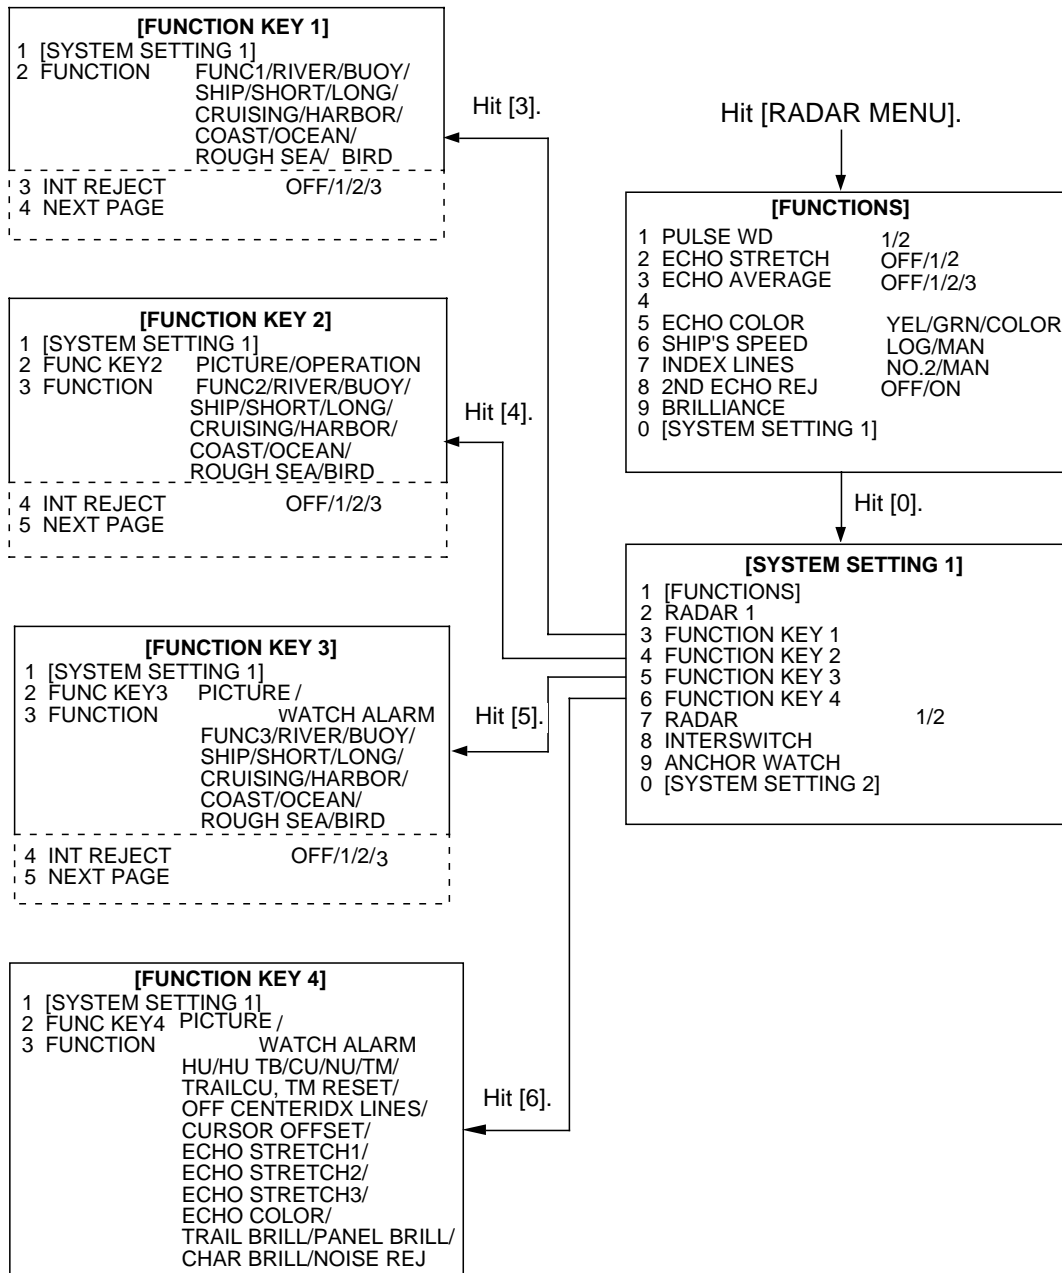 [FUNCTION KEY 1]
1 [SYSTEM SETTING 1]
2 FUNCTION FUNC1/RIVER/BUOY/
SHIP/SHORT/LONG/
CRUISING/HARBOR/
COAST/OCEAN/
ROUGH SEA/ BIRD
3 INT REJECT OFF/1/2/3
4 NEXT PAGE
Hit [3].
[FUNCTION KEY 2]
1 [SYSTEM SETTING 1]
2 FUNC KEY2 PICTURE/OPERATION
3 FUNCTION FUNC2/RIVER/BUOY/
SHIP/SHORT/LONG/
CRUISING/HARBOR/
COAST/OCEAN/
ROUGH SEA/BIRD
4 INT REJECT OFF/1/2/3
5 NEXT PAGE
Hit [4].
[FUNCTION KEY 3]
1 [SYSTEM SETTING 1]
2 FUNC KEY3 PICTURE /
3 FUNCTION WATCH ALARM
FUNC3/RIVER/BUOY/
SHIP/SHORT/LONG/
CRUISING/HARBOR/
COAST/OCEAN/
ROUGH SEA/BIRD
4 INT REJECT OFF/1/2/3
5 NEXT PAGE
Hit [5].
[FUNCTION KEY 4]
1 [SYSTEM SETTING 1]
2 FUNC KEY4 PICTURE /
3 FUNCTION WATCH ALARM
HU/HU TB/CU/NU/TM/
TRAILCU, TM RESET/
OFF CENTERIDX LINES/
CURSOR OFFSET/
ECHO STRETCH1/
ECHO STRETCH2/
ECHO STRETCH3/
ECHO COLOR/
TRAIL BRILL/PANEL BRILL/
CHAR BRILL/NOISE REJ
Hit [6].
Hit [RADAR MENU].
[FUNCTIONS]
1 PULSE WD 1/2
2 ECHO STRETCH OFF/1/2
3 ECHO AVERAGE OFF/1/2/3
4
5 ECHO COLOR YEL/GRN/COLOR
6 SHIP'S SPEED LOG/MAN
7 INDEX LINES NO.2/MAN
8 2ND ECHO REJ OFF/ON
9 BRILLIANCE
0 [SYSTEM SETTING 1]
Hit [0].
[SYSTEM SETTING 1]
1 [FUNCTIONS]
2 RADAR 1
3 FUNCTION KEY 1
4 FUNCTION KEY 2
5 FUNCTION KEY 3
6 FUNCTION KEY 4
7 RADAR 1/2
8 INTERSWITCH
9 ANCHOR WATCH
0 [SYSTEM SETTING 2]